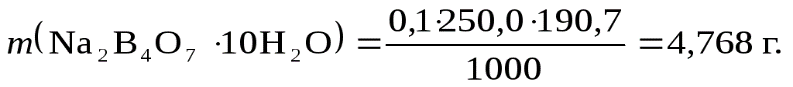 m(Na₂B₄O₇ ·10H₂O) = 0,1·250,0·190,7 / 1000 = 4,768 г.